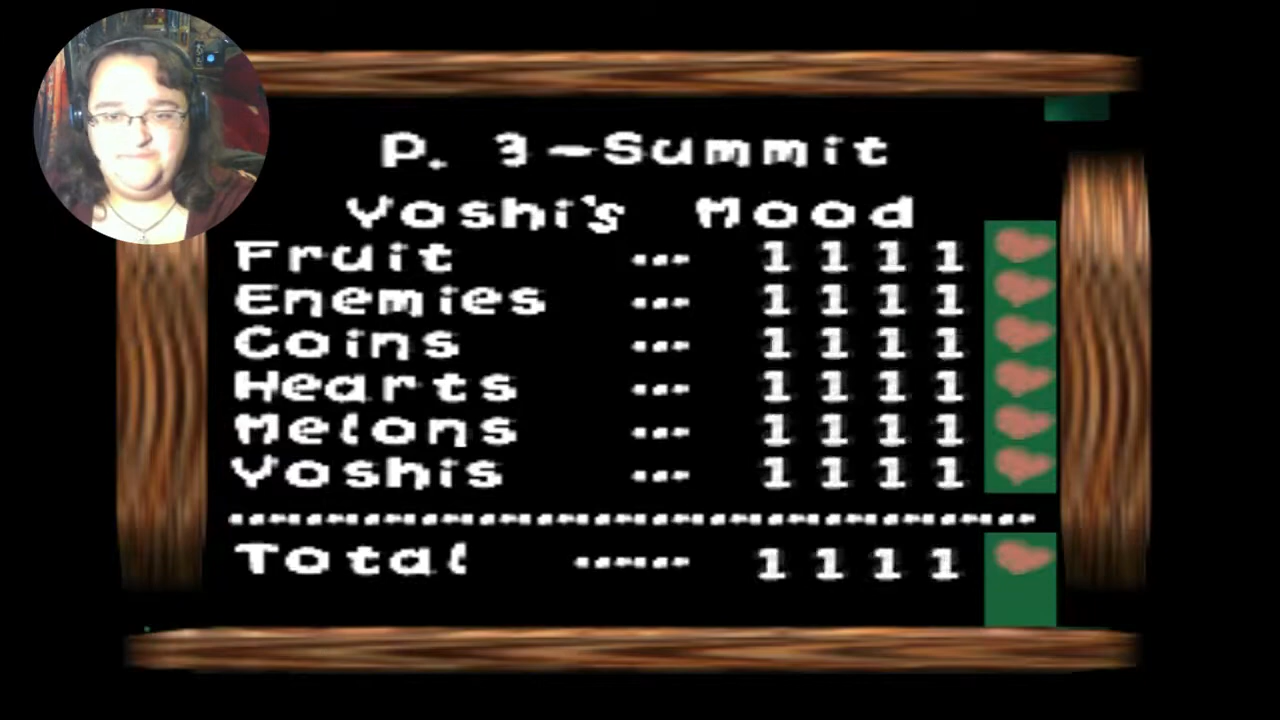 P. 3-Summit
Yoshi's Mood
Fruit ... 1111
Enemies ... 1111
Coins ... 1111
Hearts ... 1111
Melons ... 1111
Yoshis ... 1111
Total ...... 1111